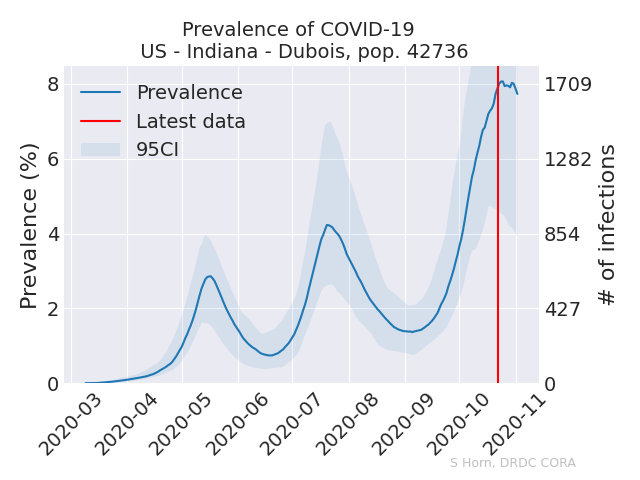 Prevalence of COVID-19
US - Indiana - Dubois, pop. 42736
Prevalence (%)
8
6
4
2
0
Prevalence
Latest data
95CI
1709
1282
854
427
0
# of infections
2020-03
2020-04
2020-05
2020-06
2020-07
2020-08
2020-09
2020-10
2020-11
S Horn, DRDC CORA